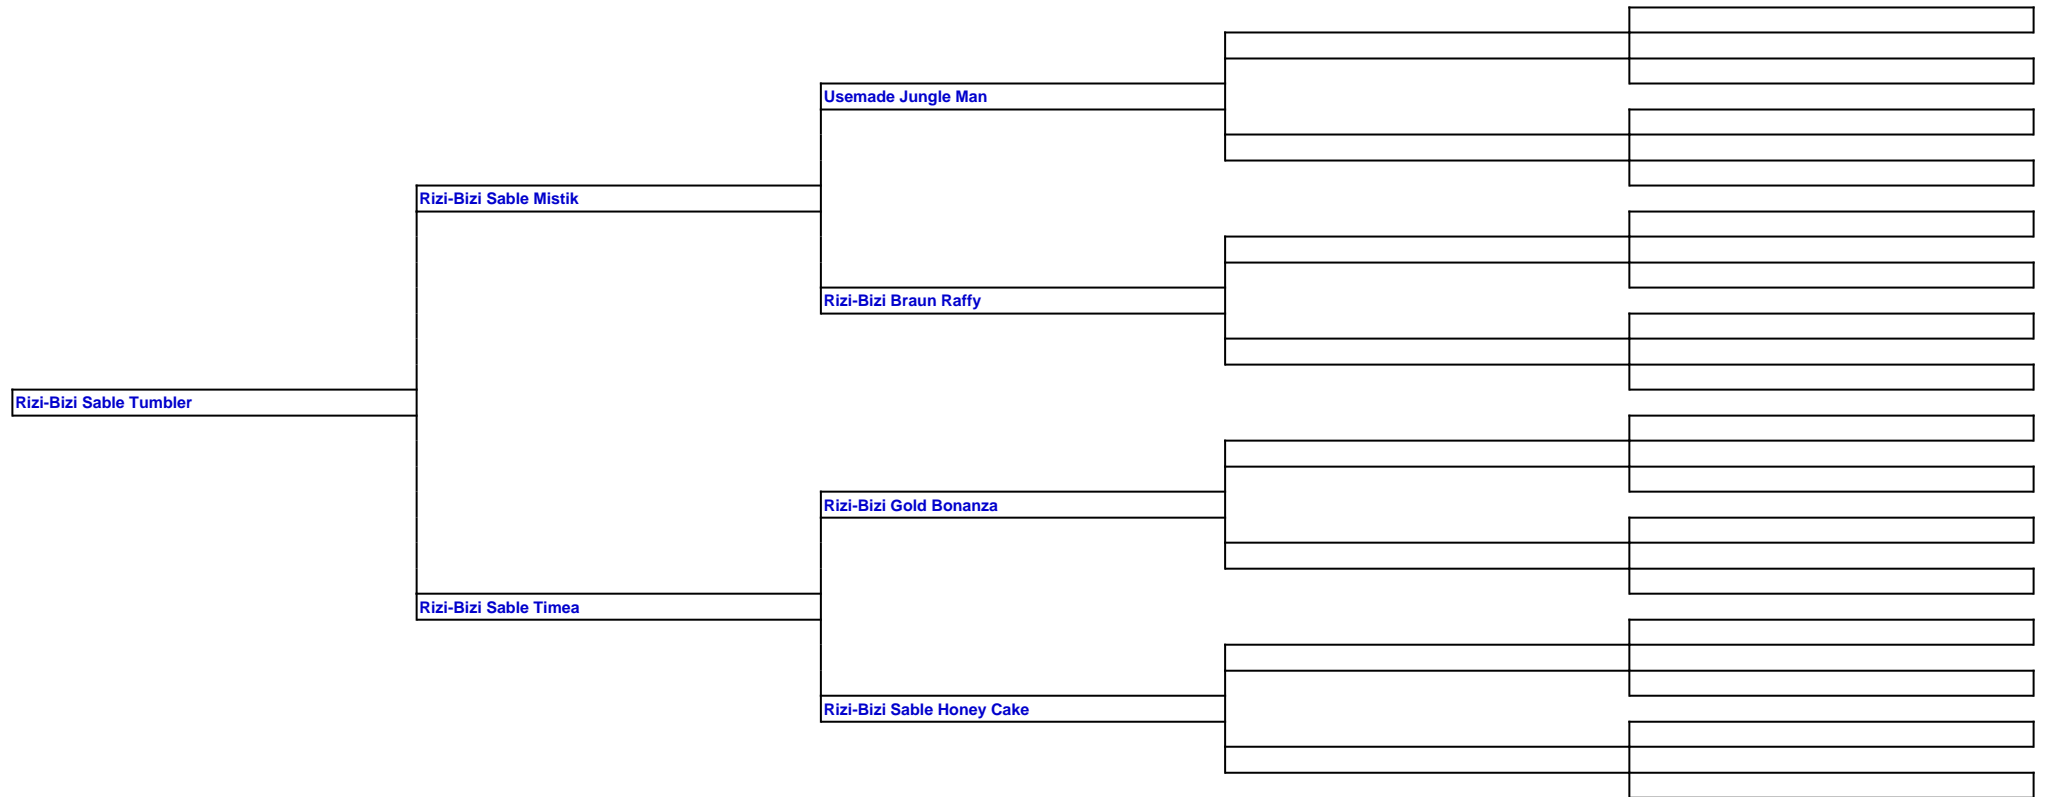 Usemade Jungle Man
Rizi-Bizi Sable Mistik
Rizi-Bizi Braun Raffy
Rizi-Bizi Sable Tumbler
Rizi-Bizi Gold Bonanza
Rizi-Bizi Sable Timea
Rizi-Bizi Sable Honey Cake